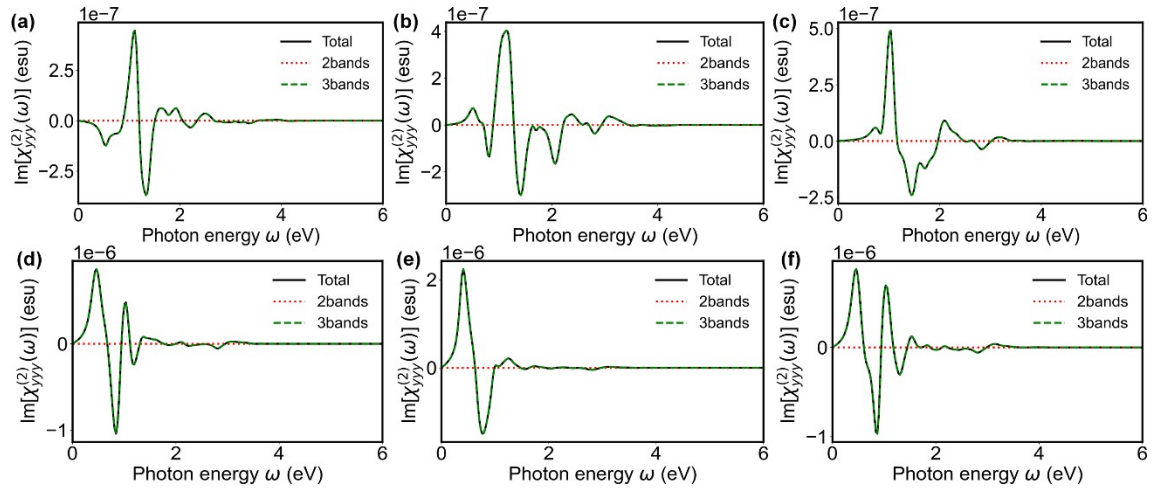 (a)
1e−7
Im[χ(2)yyy(ω)] (esu)
2.5
0.0
−2.5
Total
2bands
3bands
0 2 4 6
Photon energy ω (eV)
(b)
1e−7
Im[χ(2)yyy(ω)] (esu)
4
2
0
−2
Total
2bands
3bands
0 2 4 6
Photon energy ω (eV)
(c)
1e−7
Im[χ(2)yyy(ω)] (esu)
5.0
2.5
0.0
−2.5
Total
2bands
3bands
0 2 4 6
Photon energy ω (eV)
(d)
1e−6
Im[χ(2)yyy(ω)] (esu)
0
−1
Total
2bands
3bands
0 2 4 6
Photon energy ω (eV)
(e)
1e−6
Im[χ(2)yyy(ω)] (esu)
2
0
Total
2bands
3bands
0 2 4 6
Photon energy ω (eV)
(f)
1e−6
Im[χ(2)yyy(ω)] (esu)
0
−1
Total
2bands
3bands
0 2 4 6
Photon energy ω (eV)